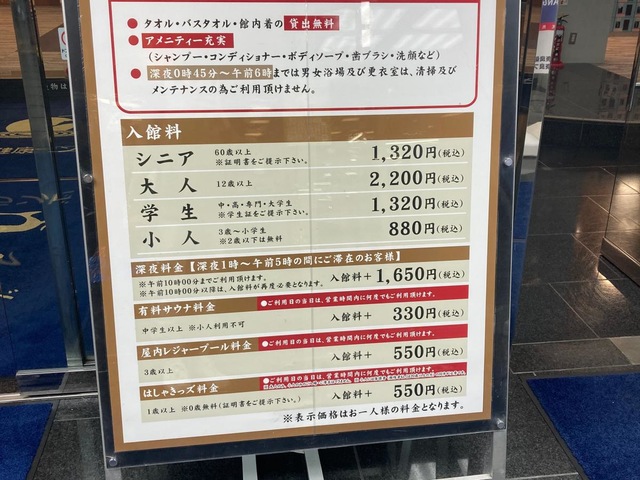 ● タオル・バスタオル・館内着の 貸出無料
● アメニティー充実
(シャンプー・コンディショナー・ボディソープ・歯ブラシ・洗顔など)
● 深夜0時45分〜午前6時までは男女浴場及び更衣室は、清掃及び
メンテナンスの為ご利用頂けません。
入館料
シニア 60歳以上 ※証明書をご提示下さい。 1,320円(税込)
大人 12歳以上 2,200円(税込)
学生 中・高・専門・大学生 ※学生証をご提示下さい。 1,320円(税込)
小人 3歳〜小学生 ※2歳以下は無料 880円(税込)
深夜料金【深夜1時〜午前5時の間にご滞在のお客様】
※午前10時00分までご利用頂けます。
※午前10時00分以降は、入館料が再度必要となります。
入館料+ 1,650円(税込)
有料サウナ料金 ●ご利用日の当日は、営業時間内に何度でもご利用頂けます。
中学生以上 ※小人利用不可 入館料+ 330円(税込)
屋内レジャープール料金 ●ご利用日の当日は、営業時間内に何度でもご利用頂けます。
3歳以上 入館料+ 550円(税込)
はしゃきっズ料金 ●ご利用日の当日は、営業時間内に何度でもご利用頂けます。
1歳以上 ※0歳無料(証明書をご提示下さい。) 入館料+ 550円(税込)
※表示価格はお一人様の料金となります。